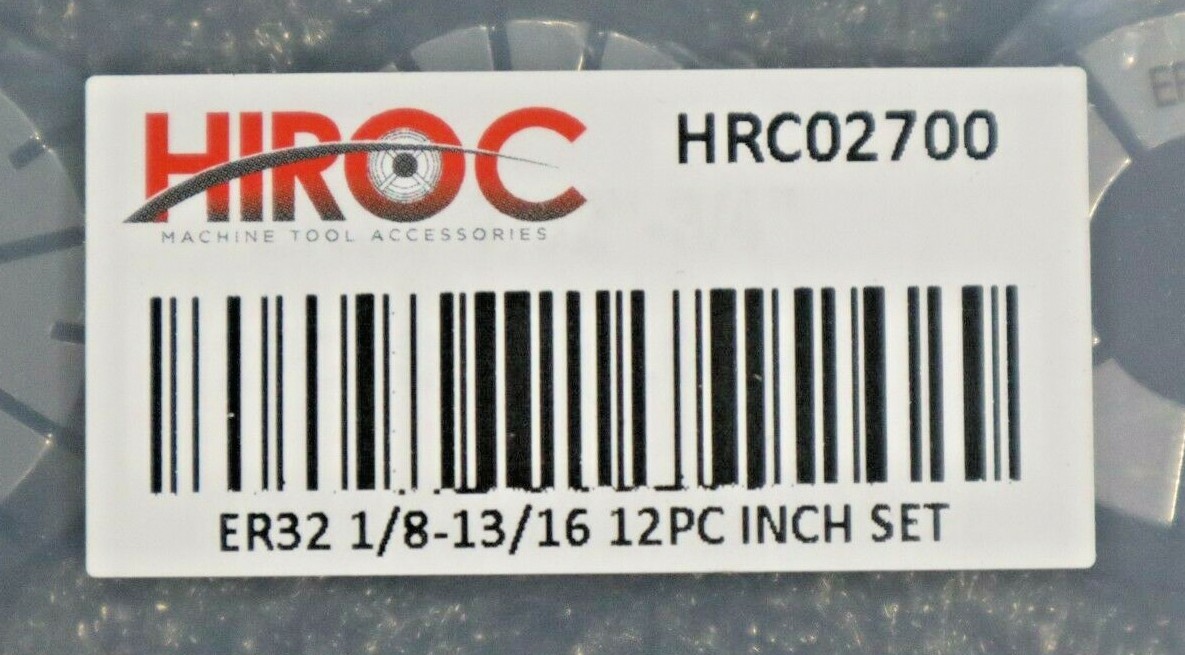 HIROC
MACHINE TOOL ACCESSORIES
HRC02700
ER32 1/8-13/16 12PC INCH SET